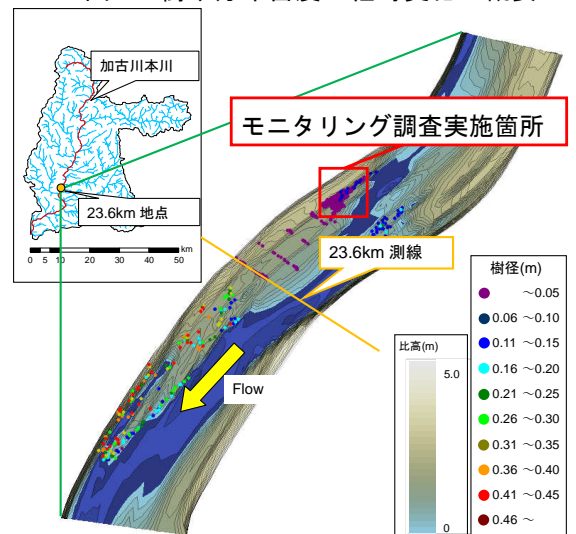 加古川本川
モニタリング調査実施箇所
23.6km 地点
km
0 5 10 20 30 40 50
23.6km 測線
樹径(m)
～0.05
0.06 ～0.10
0.11 ～0.15
0.16 ～0.20
0.21 ～0.25
0.26 ～0.30
0.31 ～0.35
0.36 ～0.40
0.41 ～0.45
0.46 ～
比高(m)
5.0
0
Flow